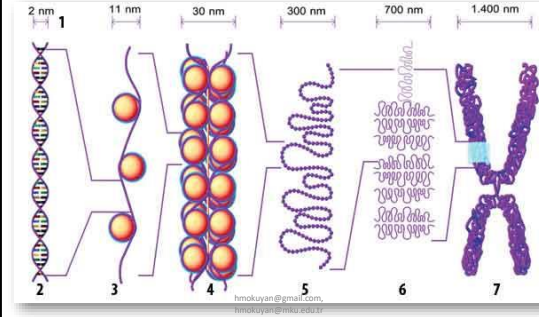 2 nm 11 nm 30 nm 300 nm 700 nm 1.400 nm
1
2 3 4 5 6 7
hmokuyan@gmail.com,
hmokuyan@mku.edu.tr